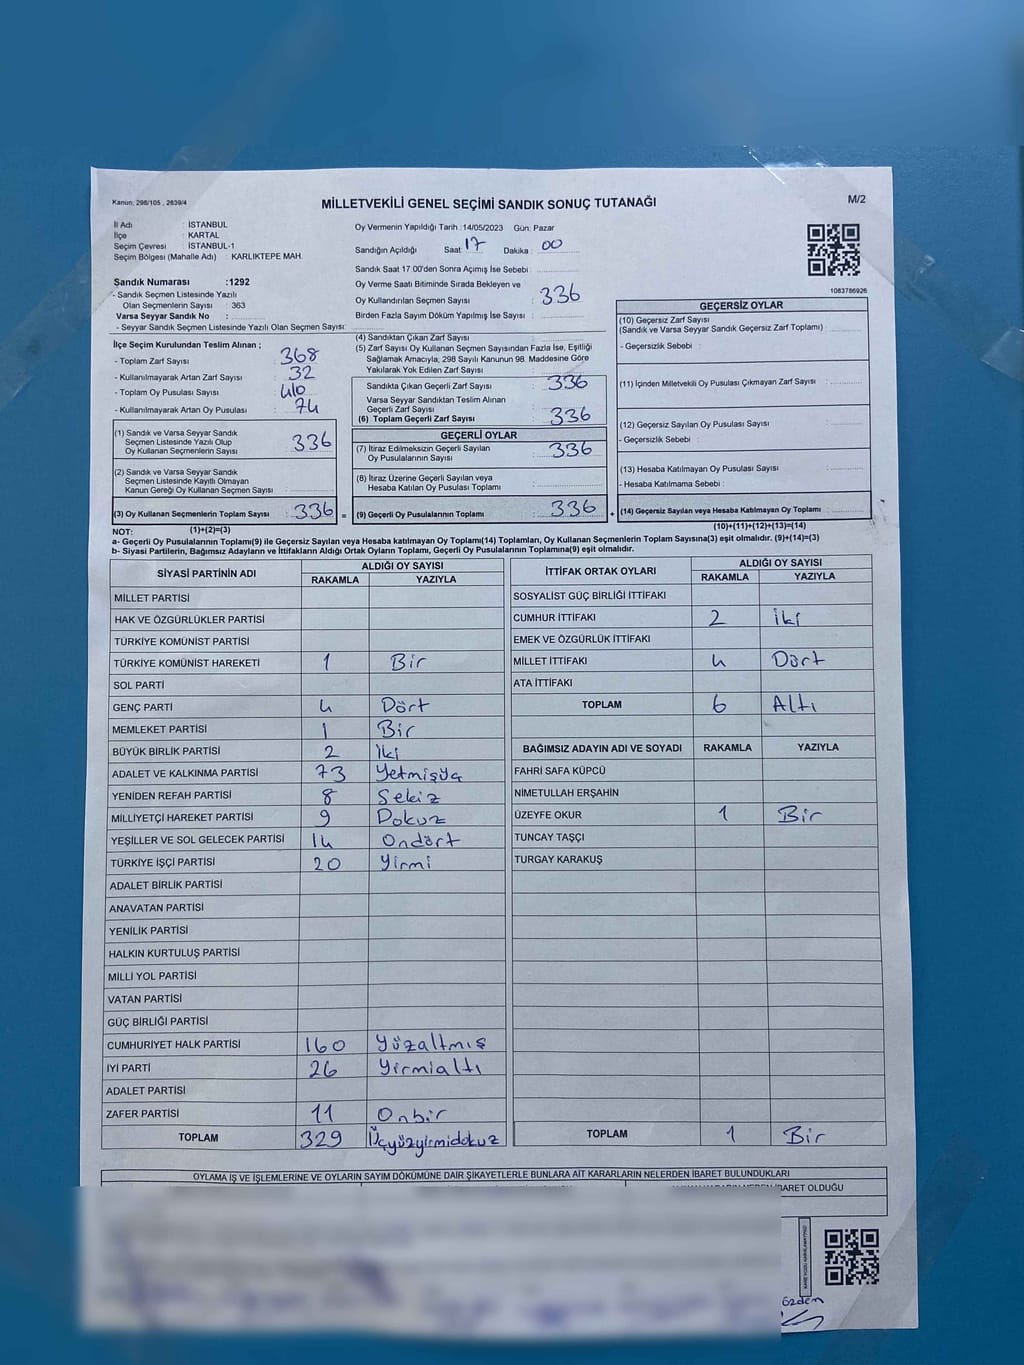 Kanun: 298/105 , 2839/4
MİLLETVEKİLİ GENEL SEÇİMİ SANDIK SONUÇ TUTANAĞI
M/2
İl Adı : İSTANBUL
İlçe : KARTAL
Seçim Çevresi : İSTANBUL-1
Seçim Bölgesi (Mahalle Adı) : KARLIKTEPE MAH.
Sandık Numarası :1292
- Sandık Seçmen Listesinde Yazılı
Olan Seçmenlerin Sayısı : 363
Varsa Seyyar Sandık No :
- Seyyar Sandık Seçmen Listesinde Yazılı Olan Seçmen Sayısı:
İlçe Seçim Kurulundan Teslim Alınan ;
- Toplam Zarf Sayısı : 368
- Kullanılmayarak Artan Zarf Sayısı : 32
- Toplam Oy Pusulası Sayısı : 410
- Kullanılmayarak Artan Oy Pusulası : 74
(1) Sandık ve Varsa Seyyar Sandık
Seçmen Listesinde Yazılı Olup
Oy Kullanan Seçmenlerin Sayısı : 336
(2) Sandık ve Varsa Seyyar Sandık
Seçmen Listesinde Kayıtlı Olmayan
Kanun Gereği Oy Kullanan Seçmen Sayısı :
(3) Oy Kullanan Seçmenlerin Toplam Sayısı : 336 =
Oy Vermenin Yapıldığı Tarih :14/05/2023 Gün: Pazar
Sandığın Açıldığı Saat: 17 Dakika : 00
Sandık Saat 17:00'den Sonra Açımış İse Sebebi :
Oy Verme Saati Bitiminde Sırada Bekleyen ve
Oy Kullandırılan Seçmen Sayısı : 336
Birden Fazla Sayım Döküm Yapılmış İse Sayısı :
(4) Sandıktan Çıkan Zarf Sayısı :
(5) Zarf Sayısı Oy Kullanan Seçmen Sayısından Fazla İse, Eşitliği
Sağlamak Amacıyla, 298 Sayılı Kanunun 98. Maddesine Göre
Yakılarak Yok Edilen Zarf Sayısı :
Sandıkta Çıkan Geçerli Zarf Sayısı : 336
Varsa Seyyar Sandıktan Teslim Alınan
Geçerli Zarf Sayısı :
(6) Toplam Geçerli Zarf Sayısı : 336
GEÇERLİ OYLAR
(7) İtiraz Edilmeksizin Geçerli Sayılan
Oy Pusulalarının Sayısı : 336
(8) İtiraz Üzerine Geçerli Sayılan veya
Hesaba Katılan Oy Pusulası Toplamı :
(9) Geçerli Oy Pusulalarının Toplamı : 336 +
1083786926
GEÇERSİZ OYLAR
(10) Geçersiz Zarf Sayısı
(Sandık ve Varsa Seyyar Sandık Geçersiz Zarf Toplamı) :
- Geçersizlik Sebebi :
(11) İçinden Milletvekili Oy Pusulası Çıkmayan Zarf Sayısı :
(12) Geçersiz Sayılan Oy Pusulası Sayısı :
- Geçersizlik Sebebi :
(13) Hesaba Katılmayan Oy Pusulası Sayısı :
- Hesaba Katılmama Sebebi :
(14) Geçersiz Sayılan veya Hesaba Katılmayan Oy Toplamı :
NOT: (1)+(2)=(3) (10)+(11)+(12)+(13)=(14)
a- Geçerli Oy Pusulalarının Toplamı(9) ile Geçersiz Sayılan veya Hesaba Katılmayan Oy Toplamı(14) Toplamları, Oy Kullanan Seçmenlerin Toplam Sayısına(3) eşit olmalıdır. (9)+(14)=(3)
b- Siyasi Partilerin, Bağımsız Adayların ve İttifakların Aldığı Ortak Oyların Toplamı, Geçerli Oy Pusulalarının Toplamına(9) eşit olmalıdır.
SİYASİ PARTİNİN ADI ALDIĞI OY SAYISI
RAKAMLA YAZIYLA
MİLLET PARTİSİ
HAK VE ÖZGÜRLÜKLER PARTİSİ
TÜRKİYE KOMÜNİST PARTİSİ
TÜRKİYE KOMÜNİST HAREKETİ 1 Bir
SOL PARTİ
GENÇ PARTİ 4 Dört
MEMLEKET PARTİSİ 1 Bir
BÜYÜK BİRLİK PARTİSİ 2 İki
ADALET VE KALKINMA PARTİSİ 73 Yetmişüç
YENİDEN REFAH PARTİSİ 8 Sekiz
MİLLİYETÇİ HAREKET PARTİSİ 9 Dokuz
YEŞİLLER VE SOL GELECEK PARTİSİ 14 Ondört
TÜRKİYE İŞÇİ PARTİSİ 20 Yirmi
ADALET BİRLİK PARTİSİ
ANAVATAN PARTİSİ
YENİLİK PARTİSİ
HALKIN KURTULUŞ PARTİSİ
MİLLİ YOL PARTİSİ
VATAN PARTİSİ
GÜÇ BİRLİĞİ PARTİSİ
CUMHURİYET HALK PARTİSİ 160 Yüzaltmış
İYİ PARTİ 26 Yirmialtı
ADALET PARTİSİ
ZAFER PARTİSİ 11 Onbir
TOPLAM 329 Üçyüzyirmidokuz
İTTİFAK ORTAK OYLARI ALDIĞI OY SAYISI
RAKAMLA YAZIYLA
SOSYALİST GÜÇ BİRLİĞİ İTTİFAKI
CUMHUR İTTİFAKI 2 İki
EMEK VE ÖZGÜRLÜK İTTİFAKI
MİLLET İTTİFAKI 4 Dört
ATA İTTİFAKI
TOPLAM 6 Altı
BAĞIMSIZ ADAYIN ADI VE SOYADI RAKAMLA YAZIYLA
FAHRİ SAFA KÜPCÜ
NİMETULLAH ERŞAHİN
ÜZEYFE OKUR 1 Bir
TUNCAY TAŞÇI
TURGAY KARAKUŞ
TOPLAM 1 Bir
OYLAMA İŞ VE İŞLEMLERİNE VE OYLARIN SAYIM DÖKÜMÜNE DAİR ŞİKAYETLERLE BUNLARA AİT KARARLARIN NELERDEN İBARET BULUNDUKLARI
İBARET OLDUĞU
özdem